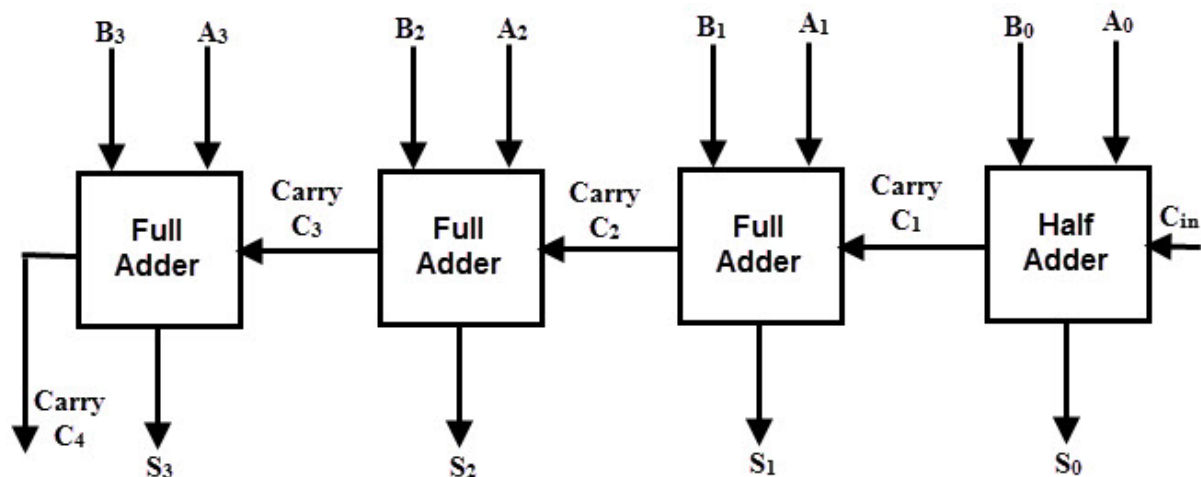 B₃ A₃ B₂ A₂ B₁ A₁ B₀ A₀
Full Adder
Carry C₃
Full Adder
Carry C₂
Full Adder
Carry C₁
Half Adder
Cᵢₙ
Carry C₄
S₃ S₂ S₁ S₀